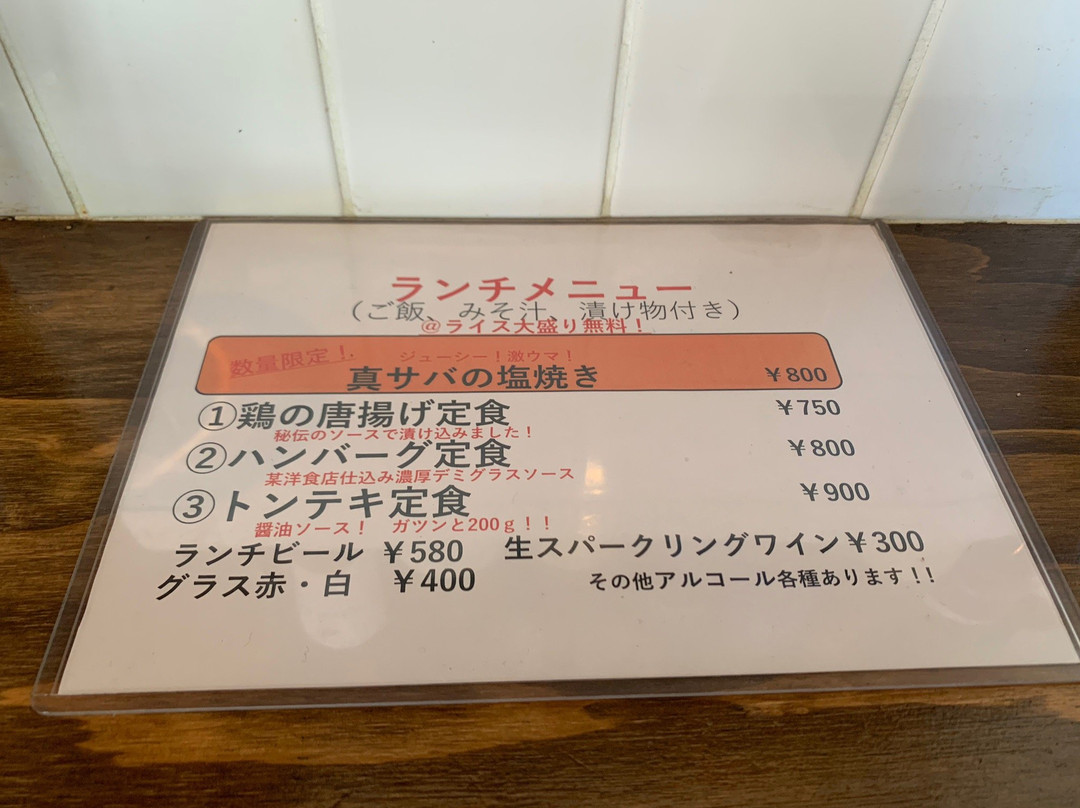 ランチメニュー
(ご飯、みそ汁、漬け物付き)
@ライス大盛り無料！
数量限定！. ジューシー！激ウマ！
真サバの塩焼き ￥800
①鶏の唐揚げ定食 ￥750
秘伝のソースで漬け込みました！
②ハンバーグ定食 ￥800
某洋食店仕込み濃厚デミグラスソース
③トンテキ定食 ￥900
醤油ソース！ ガツンと200ｇ！！
ランチビール ￥580 生スパークリングワイン￥300
グラス赤・白 ￥400 その他アルコール各種あります！！